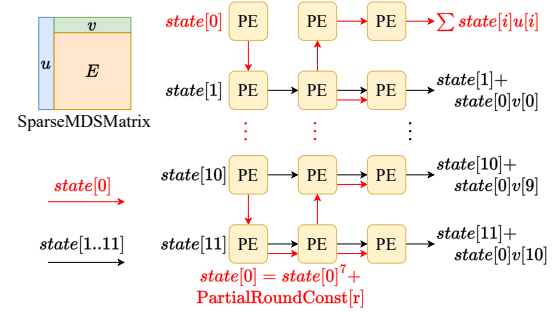 v
u
E
SparseMDSMatrix
state[0]
state[1..11]
state[0] PE PE PE ∑ state[i]u[i]
state[1] PE PE PE state[1]+
state[0]v[0]
⋮ ⋮ ⋮
state[10] PE PE PE state[10]+
state[0]v[9]
state[11] PE PE PE state[11]+
state[0]v[10]
state[0] = state[0]⁷+
PartialRoundConst[r]